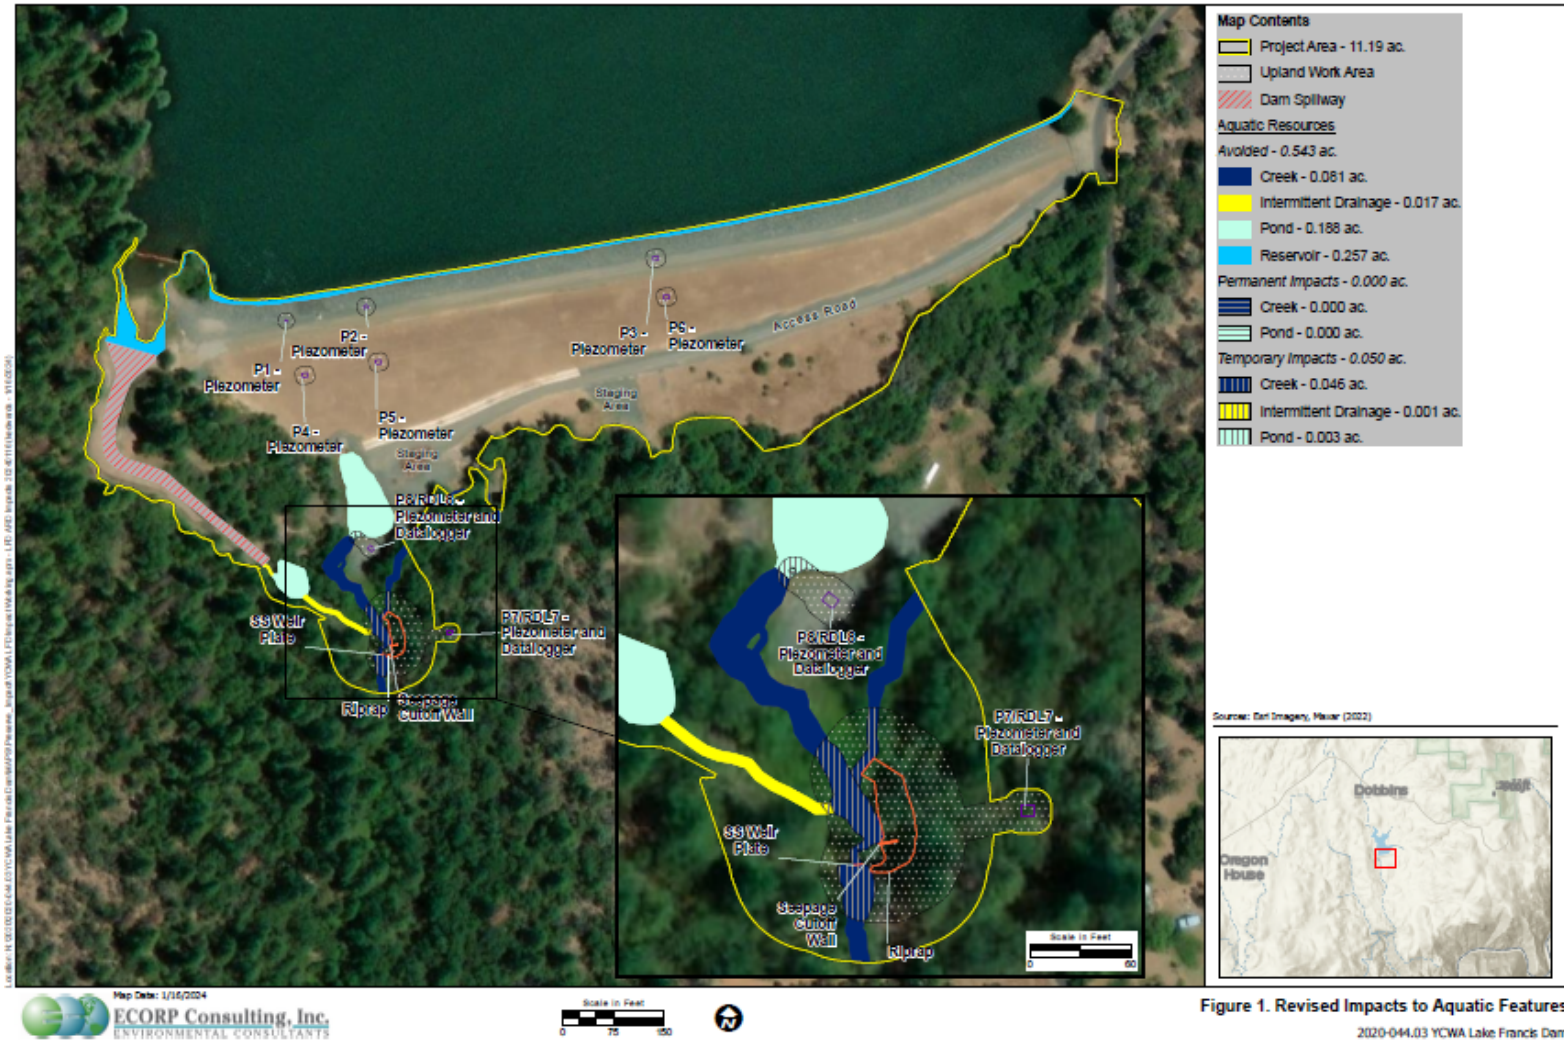 Map Contents
Project Area - 11.19 ac.
Upland Work Area
Dam Spillway
Aquatic Resources
Avoided - 0.543 ac.
Creek - 0.081 ac.
Intermittent Drainage - 0.017 ac.
Pond - 0.188 ac.
Reservoir - 0.257 ac.
Permanent Impacts - 0.000 ac.
Creek - 0.000 ac.
Pond - 0.000 ac.
Temporary Impacts - 0.050 ac.
Creek - 0.046 ac.
Intermittent Drainage - 0.001 ac.
Pond - 0.003 ac.
P1 -
Piezometer
P2 -
Piezometer
P3 -
Piezometer
P6 -
Piezometer
Access Road
P4 -
Piezometer
P5 -
Piezometer
Staging
Area
Staging
Area
P8/RDL8 -
Piezometer and
Datalogger
SS Weir
Plate
P7/RDL7 -
Piezometer and
Datalogger
Riprap
Seepage
Cutoff Wall
P8/RDL8 -
Piezometer and
Datalogger
P7/RDL7 -
Piezometer and
Datalogger
SS Weir
Plate
Seepage
Cutoff
Wall
Riprap
Scale in Feet
0 60
Sources: Esri Imagery, Maxar (2022)
Dobbins
Oregon
House
Map Date: 1/16/2024
ECORP Consulting, Inc.
ENVIRONMENTAL CONSULTANTS
Scale in Feet
0 75 150
N
Figure 1. Revised Impacts to Aquatic Features
2020-044.03 YCWA Lake Francis Dam